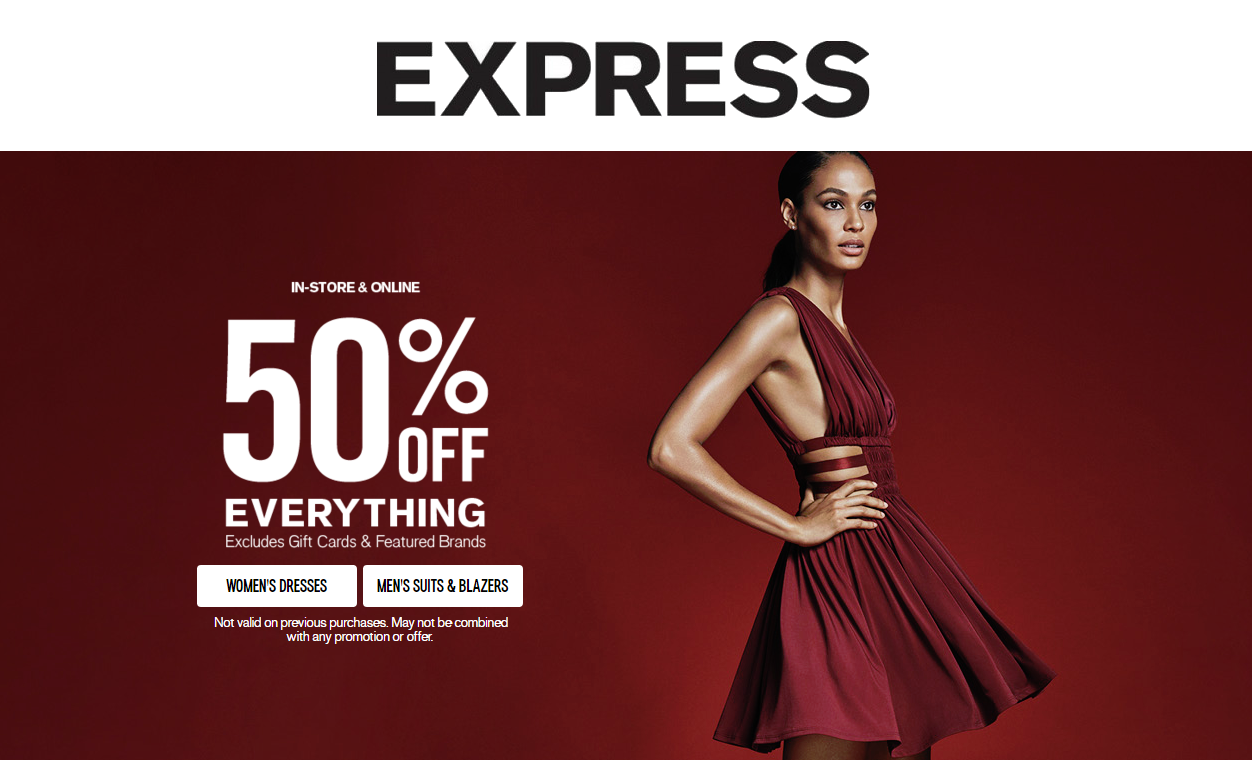 EXPRESS
IN-STORE & ONLINE
50%
OFF
EVERYTHING
Excludes Gift Cards & Featured Brands
WOMEN'S DRESSES
MEN'S SUITS & BLAZERS
Not valid on previous purchases. May not be combined
with any promotion or offer.